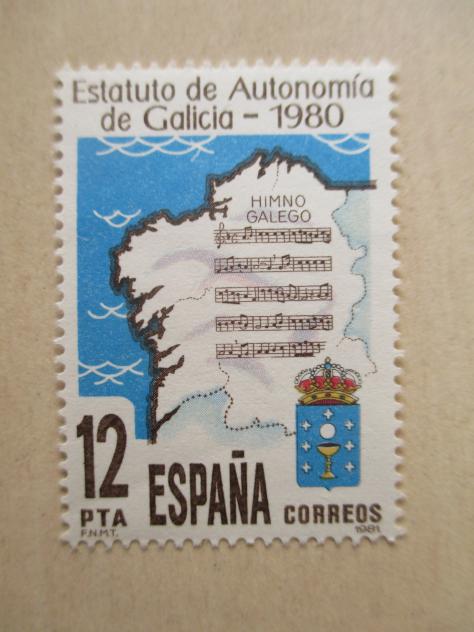 Estatuto de Autonomía
de Galicia – 1980
HIMNO
GALEGO
12
PTA
ESPAÑA
CORREOS
F.N.M.T.
1981